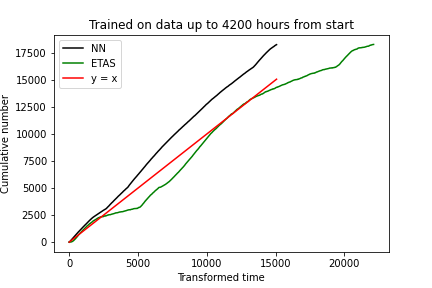 Trained on data up to 4200 hours from start
NN
ETAS
y = x
17500
15000
12500
10000
7500
5000
2500
0
Cumulative number
0
5000
10000
15000
20000
Transformed time